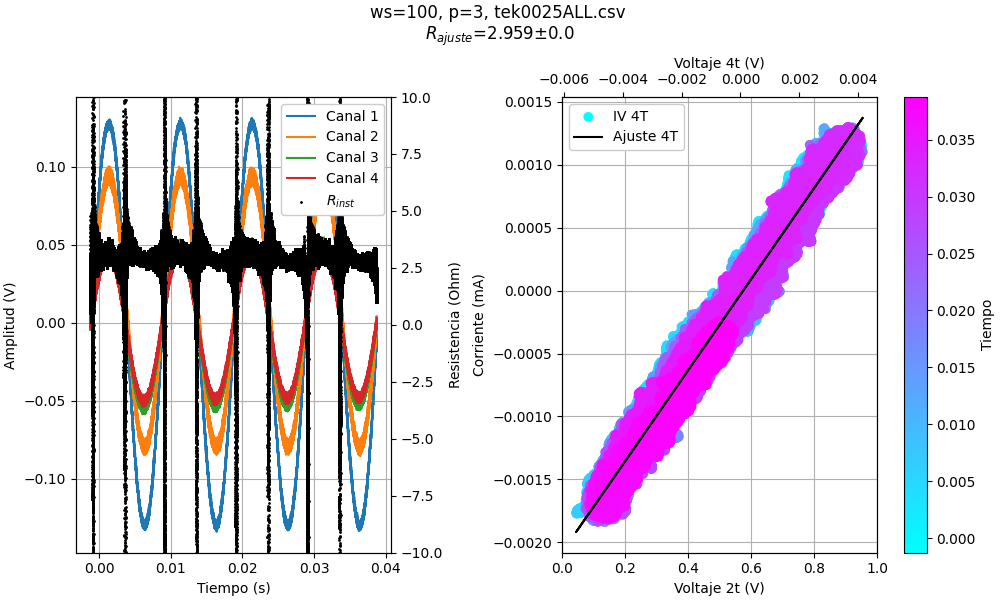 ws=100, p=3, tek0025ALL.csv
R_ajuste=2.959±0.0
Canal 1
Canal 2
Canal 3
Canal 4
R_inst
0.10
0.05
0.00
−0.05
−0.10
Amplitud (V)
0.00 0.01 0.02 0.03 0.04
Tiempo (s)
10.0
7.5
5.0
2.5
0.0
−2.5
−5.0
−7.5
−10.0
Resistencia (Ohm)
Voltaje 4t (V)
−0.006 −0.004 −0.002 0.000 0.002 0.004
IV 4T
Ajuste 4T
0.0015
0.0010
0.0005
0.0000
−0.0005
−0.0010
−0.0015
−0.0020
Corriente (mA)
0.0 0.2 0.4 0.6 0.8 1.0
Voltaje 2t (V)
0.035
0.030
0.025
0.020
0.015
0.010
0.005
0.000
Tiempo